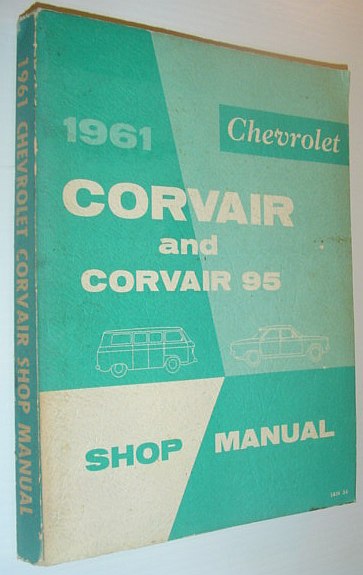 1961 CHEVROLET CORVAIR SHOP MANUAL
1961
Chevrolet
CORVAIR
and
CORVAIR 95
SHOP MANUAL